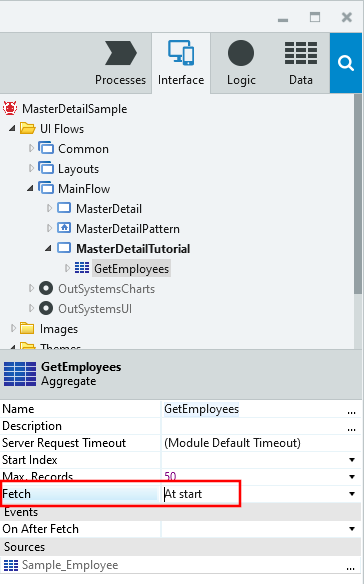 Processes Interface Logic Data
MasterDetailSample
UI Flows
Common
Layouts
MainFlow
MasterDetail
MasterDetailPattern
MasterDetailTutorial
GetEmployees
OutSystemsCharts
OutSystemsUI
Images
Themes
GetEmployees
Aggregate
Name GetEmployees ...
Description ...
Server Request Timeout (Module Default Timeout)
Start Index
Max. Records 50
Fetch At start
Events
On After Fetch
Sources
Sample_Employee ...